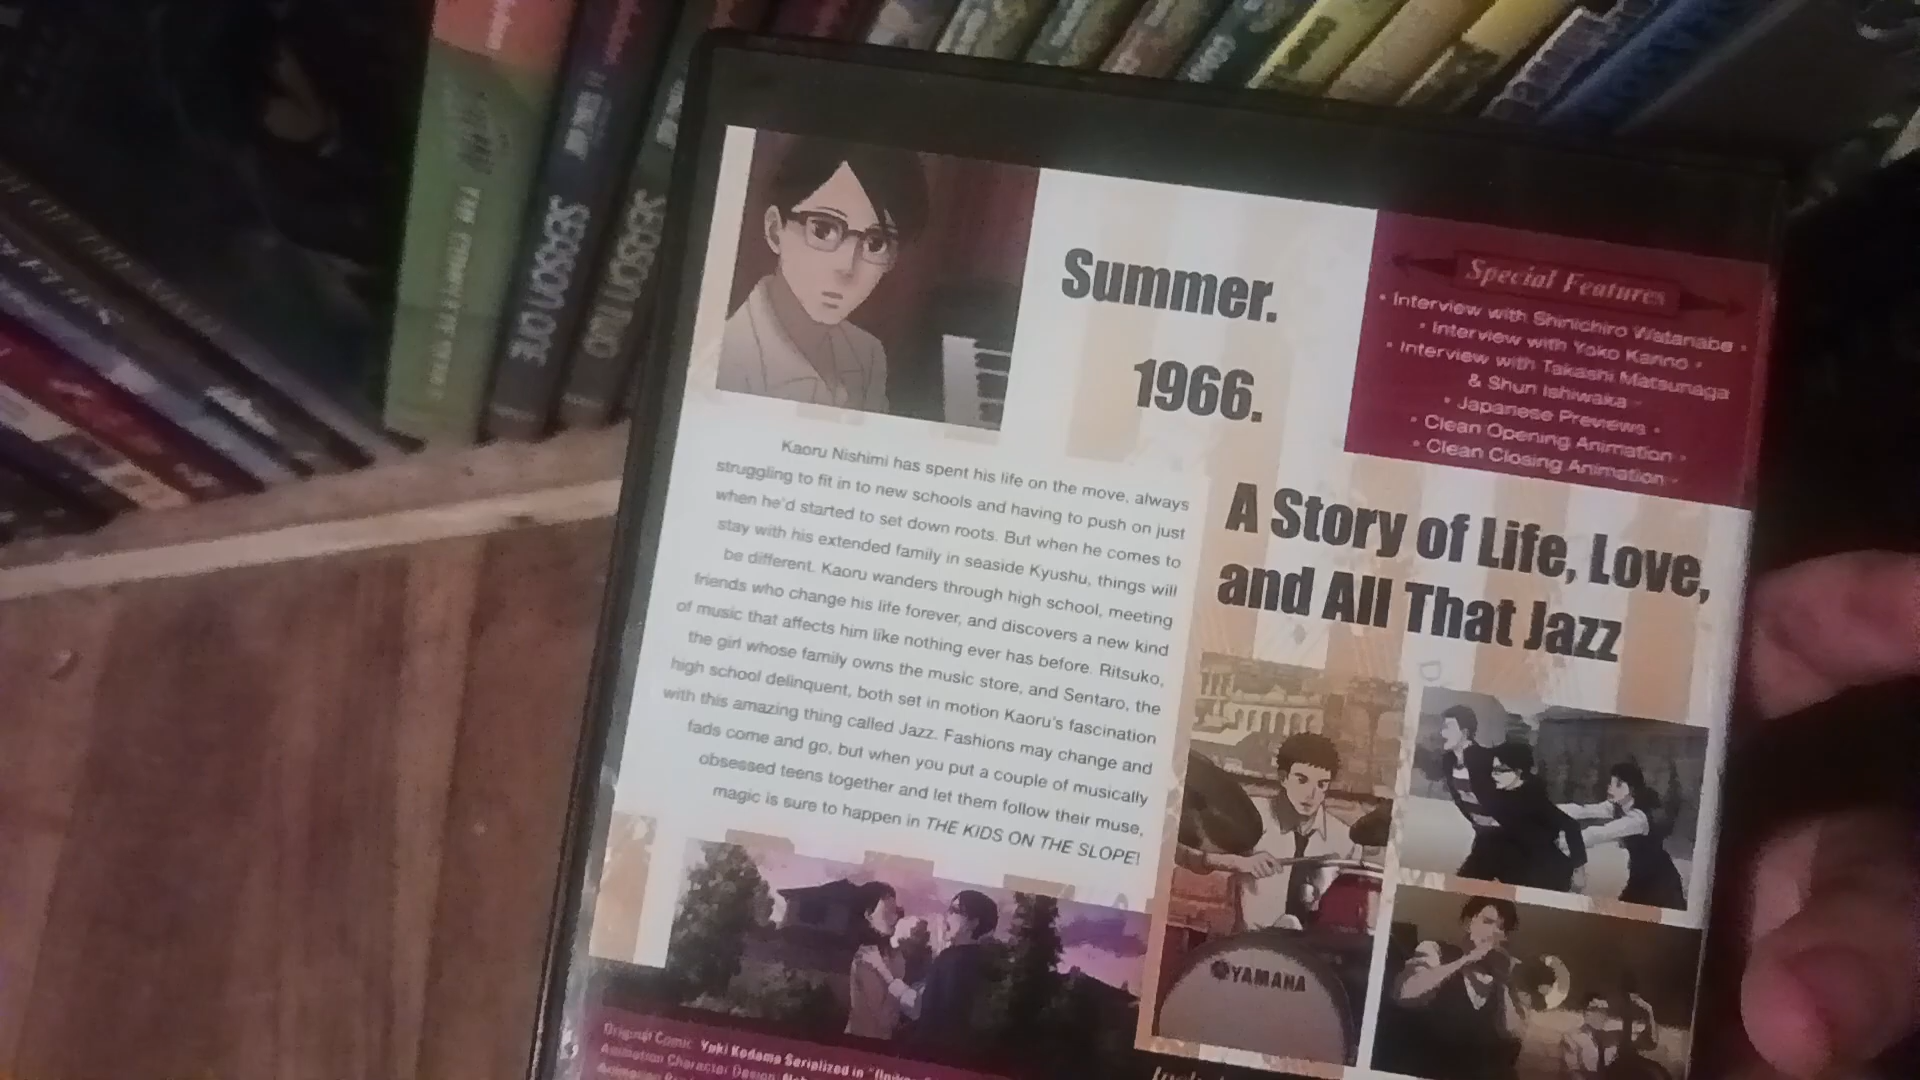 SEASON ONE
SEASON TWO
Summer.
1966.
Special Features
• Interview with Shinichiro Watanabe •
• Interview with Yoko Kanno •
• Interview with Takashi Matsunaga
& Shun Ishiwaka •
• Japanese Previews •
• Clean Opening Animation •
• Clean Closing Animation •
Kaoru Nishimi has spent his life on the move, always
struggling to fit in to new schools and having to push on just
when he'd started to set down roots. But when he comes to
stay with his extended family in seaside Kyushu, things will
be different. Kaoru wanders through high school, meeting
friends who change his life forever, and discovers a new kind
of music that affects him like nothing ever has before. Ritsuko,
the girl whose family owns the music store, and Sentaro, the
high school delinquent, both set in motion Kaoru's fascination
with this amazing thing called Jazz. Fashions may change and
fads come and go, but when you put a couple of musically
obsessed teens together and let them follow their muse,
magic is sure to happen in THE KIDS ON THE SLOPE!
A Story of Life, Love,
and All That Jazz
YAMAHA
Original Comic: Yuki Kodama Serialized in
Animation Character Design: